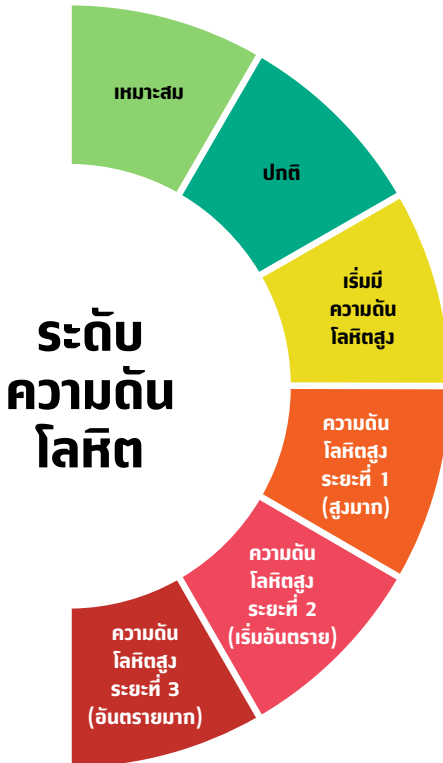 เหมาะสม
ปกติ
เริ่มมี
ความดัน
โลหิตสูง
ระดับ
ความดัน
โลหิต
ความดัน
โลหิตสูง
ระยะที่ 1
(สูงมาก)
ความดัน
โลหิตสูง
ระยะที่ 2
(เริ่มอันตราย)
ความดัน
โลหิตสูง
ระยะที่ 3
(อันตรายมาก)